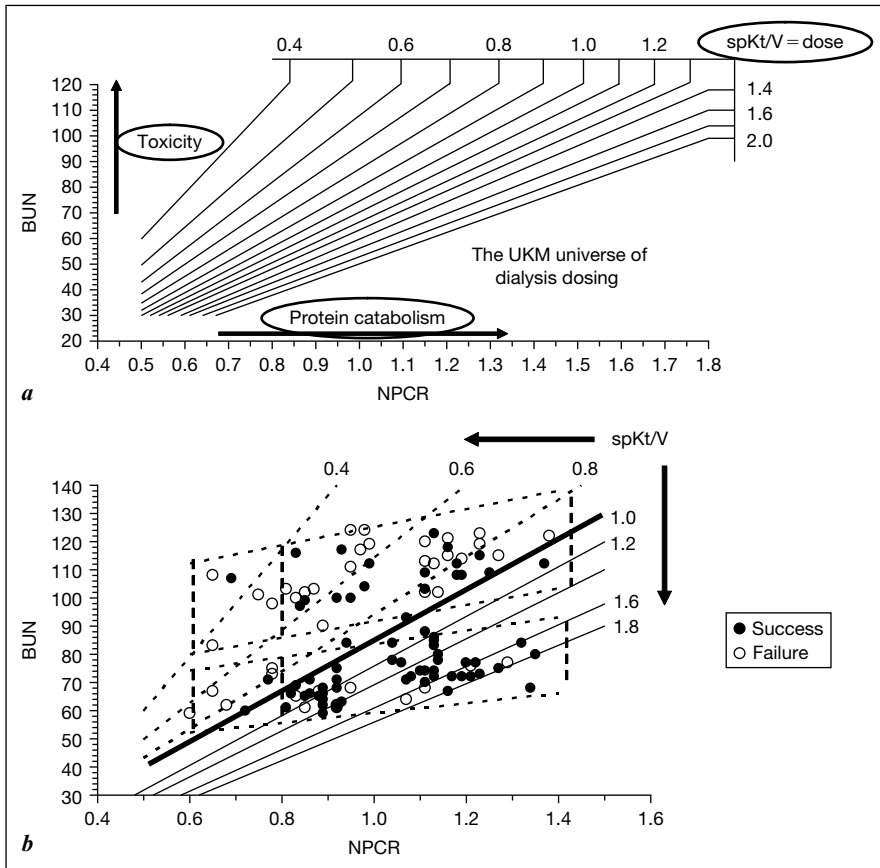 0.4 0.6 0.8 1.0 1.2 spKt/V = dose
120
110
100
90
80
70
60
50
40
30
20
BUN
Toxicity
1.4
1.6
2.0
The UKM universe of
dialysis dosing
Protein catabolism
0.4 0.5 0.6 0.7 0.8 0.9 1.0 1.1 1.2 1.3 1.4 1.5 1.6 1.7 1.8
a
NPCR
spKt/V
0.4 0.6 0.8
140
130
120
110
100
90
80
70
60
50
40
30
BUN
1.0
1.2
1.6
1.8
Success
Failure
0.4 0.6 0.8 1.0 1.2 1.4 1.6
b
NPCR